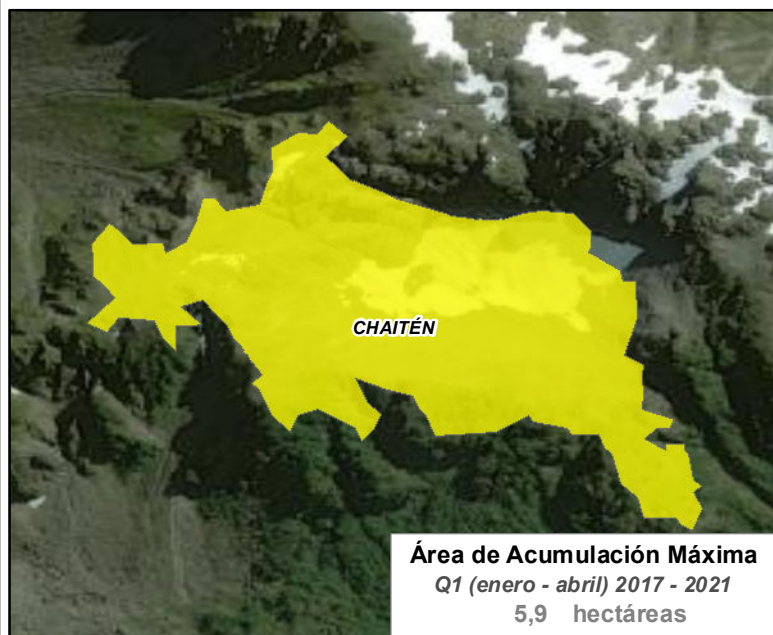 CHAITÉN
Área de Acumulación Máxima
Q1 (enero - abril) 2017 - 2021
5,9 hectáreas